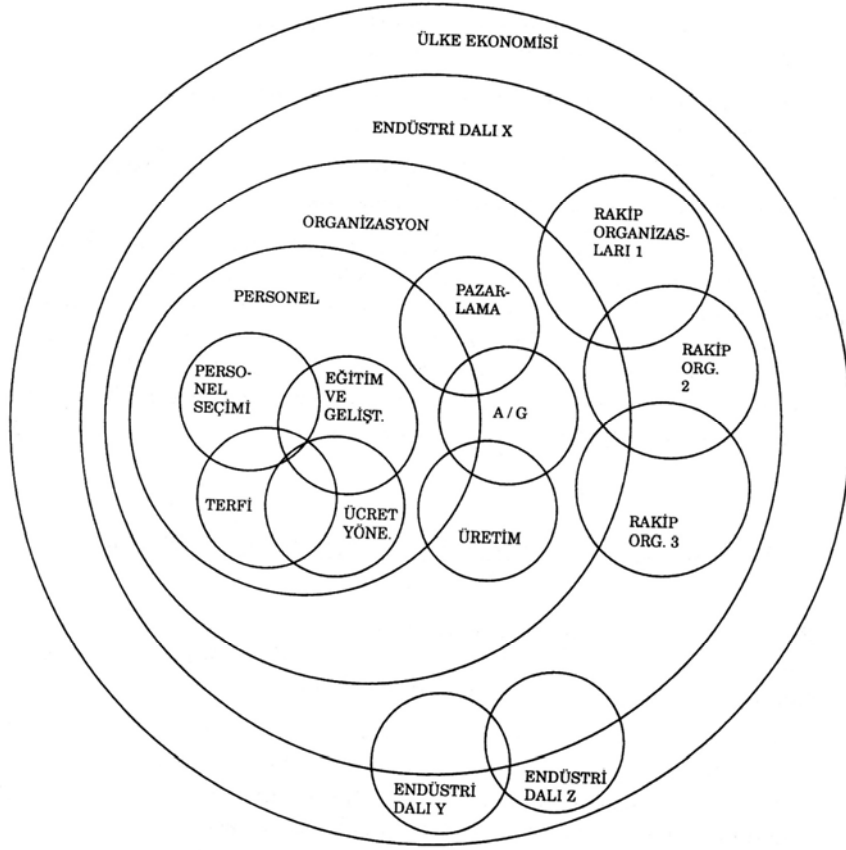 ÜLKE EKONOMİSİ
ENDÜSTRİ DALI X
ORGANİZASYON
RAKİP
ORGANİZAS-
LARI 1
PERSONEL
PAZAR-
LAMA
RAKİP
ORG.
2
PERSO-
NEL
SEÇİMİ
EĞİTİM
VE
GELİŞT.
A / G
TERFİ
ÜCRET
YÖNE.
ÜRETİM
RAKİP
ORG. 3
ENDÜSTRİ
DALI Y
ENDÜSTRİ
DALI Z